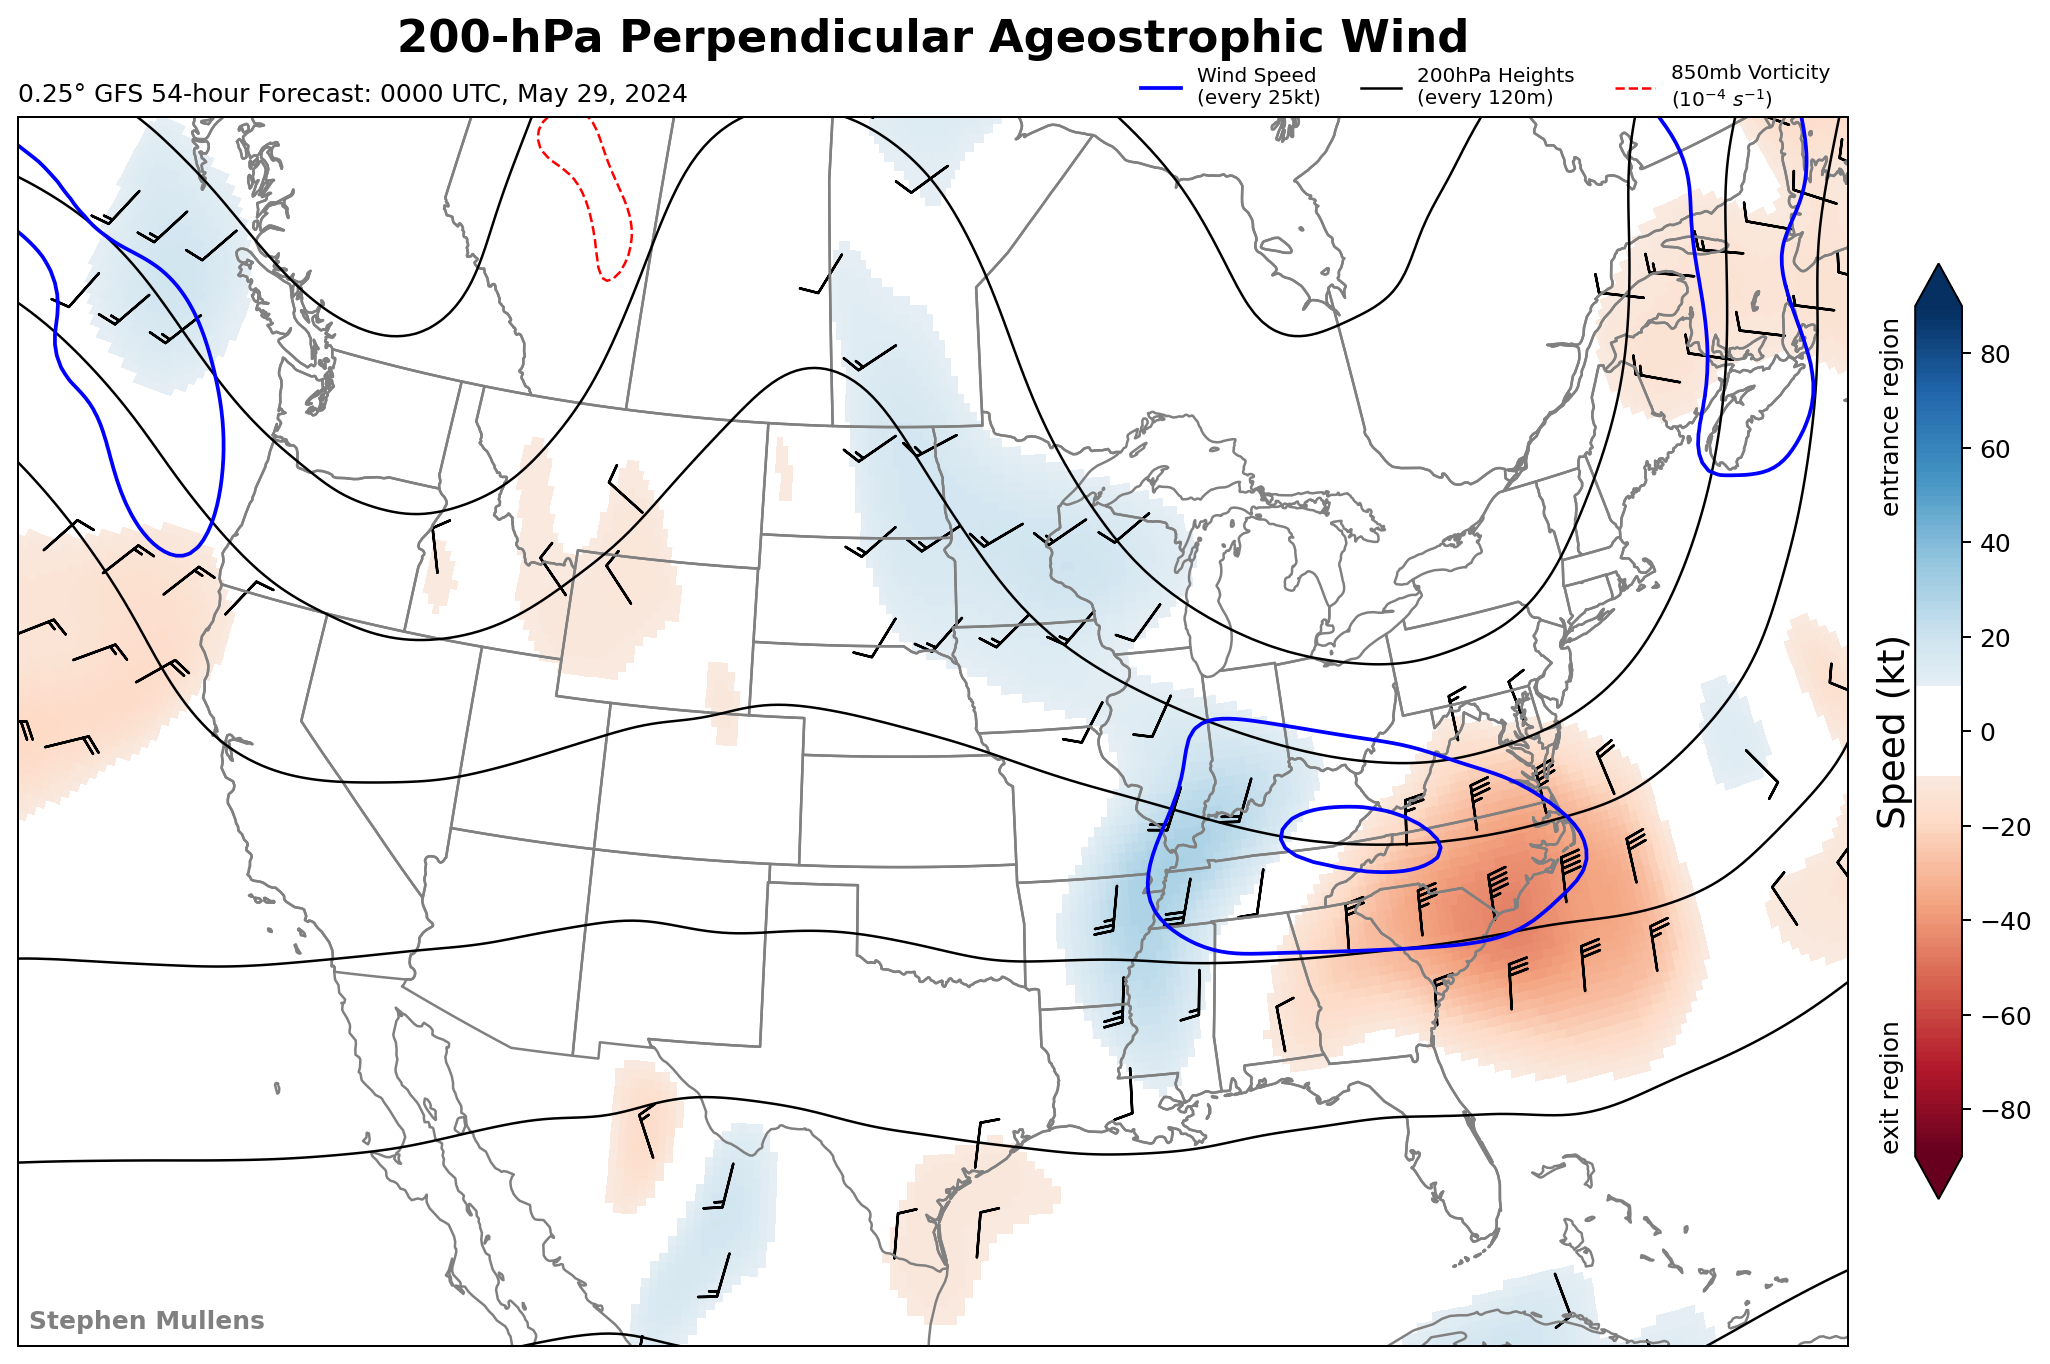 200-hPa Perpendicular Ageostrophic Wind
0.25° GFS 54-hour Forecast: 0000 UTC, May 29, 2024
Wind Speed
(every 25kt)
200hPa Heights
(every 120m)
850mb Vorticity
(10⁻⁴ s⁻¹)
entrance region
Speed (kt)
exit region
80
60
40
20
0
−20
−40
−60
−80
Stephen Mullens